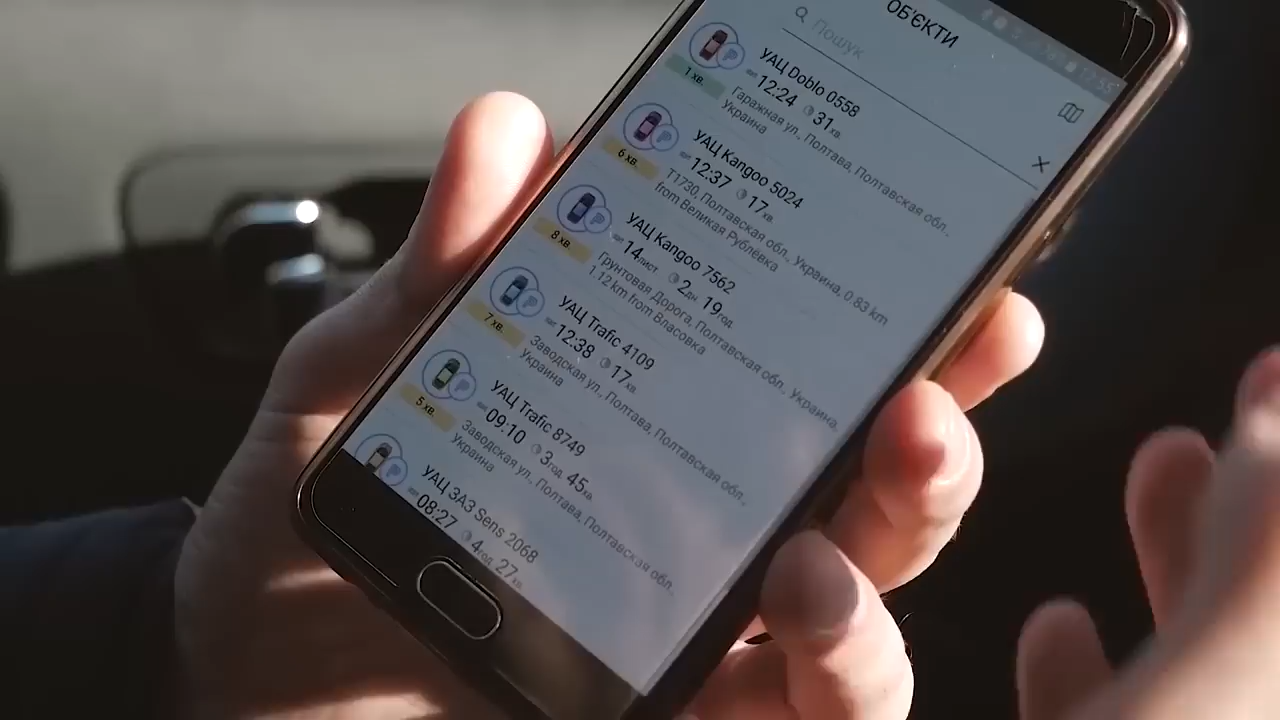 12:55
ОБ'ЄКТИ
Пошук
УАЦ Doblo 0558
12:24 31хв.
1 хв.
Гаражная ул., Полтава, Полтавская обл.,
Украина
УАЦ Kangoo 5024
12:37 17хв.
6 хв.
Т1730, Полтавская обл., Украина, 0.83 km
from Великая Рублёвка
УАЦ Kangoo 7562
14лист 2дн 19год.
8 хв.
Грунтовая Дорога, Полтавская обл., Украина,
1.12 km from Власовка
УАЦ Trafic 4109
12:38 17хв.
7 хв.
Заводская ул., Полтава, Полтавская обл.,
Украина
УАЦ Trafic 8749
09:10 3год 45хв.
5 хв.
Заводская ул., Полтава, Полтавская обл.,
Украина
УАЦ ЗАЗ Sens 2068
08:27 4год 27хв.